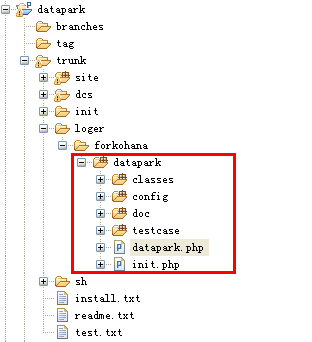 datapark
branches
tag
trunk
site
dcs
init
loger
forkohana
datapark
classes
config
doc
testcase
datapark.php
init.php
sh
install.txt
readme.txt
test.txt